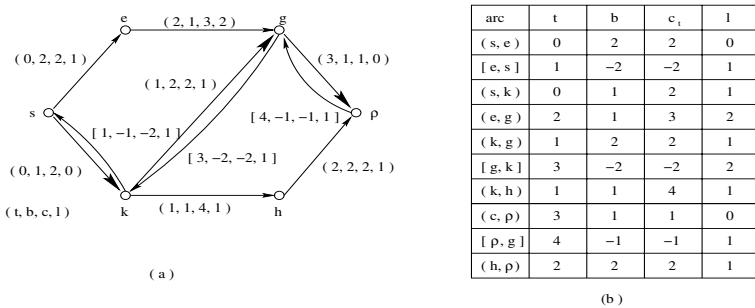 e
g
( 2, 1, 3, 2 )
( 0, 2, 2, 1 )
( 3, 1, 1, 0 )
( 1, 2, 2, 1 )
s
[ 4, −1, −1, 1 ]
ρ
[ 1, −1, −2, 1 ]
[ 3, −2, −2, 1 ]
( 0, 1, 2, 0 )
( 2, 2, 2, 1 )
( t, b, c, l )
k
( 1, 1, 4, 1 )
h
( a )
arc t b c t l
( s, e ) 0 2 2 0
[ e, s ] 1 −2 −2 1
( s, k ) 0 1 2 1
( e, g ) 2 1 3 2
( k, g ) 1 2 2 1
[ g, k ] 3 −2 −2 2
( k, h ) 1 1 4 1
( c, ρ ) 3 1 1 0
[ ρ, g ] 4 −1 −1 1
( h, ρ ) 2 2 2 1
(b)